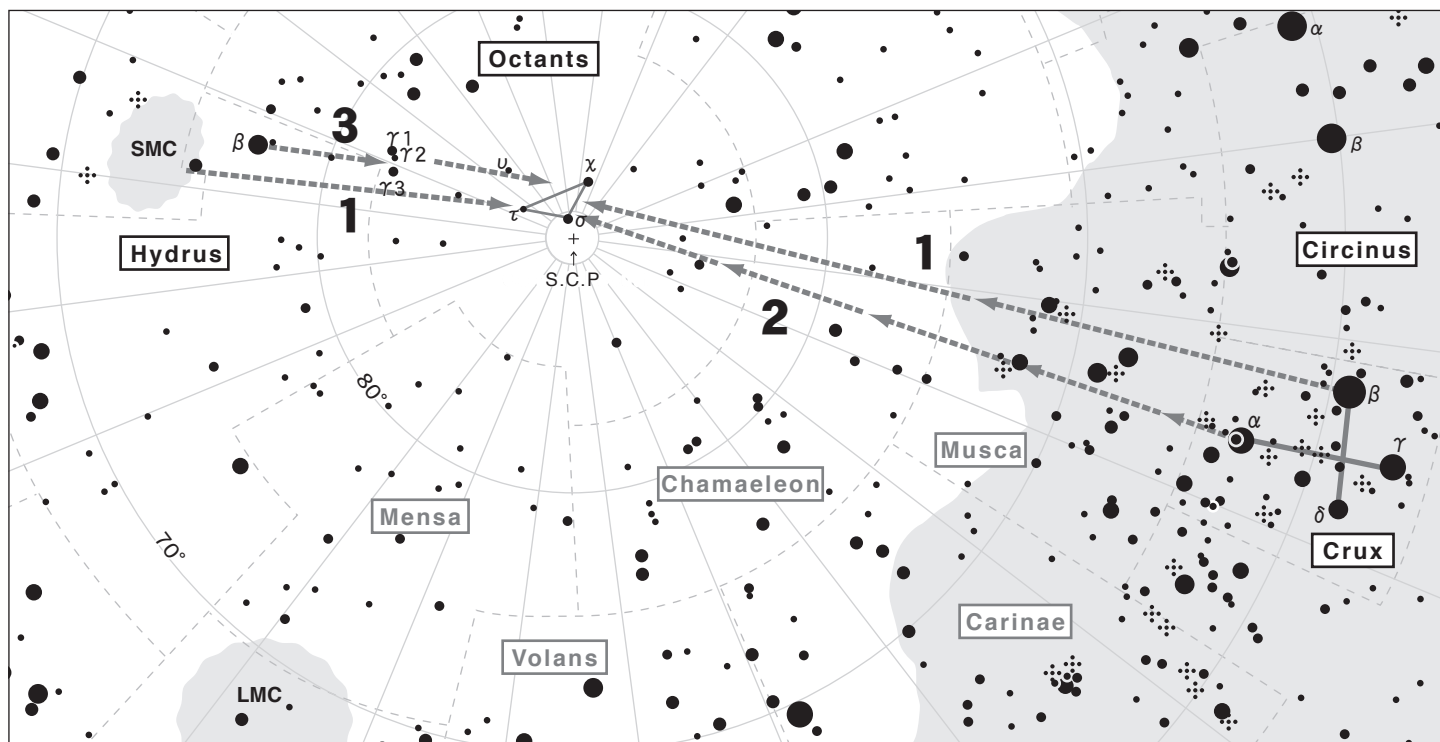 Octants
α
3
β
γ1
γ2
γ3
υ
χ
SMC
β
τ
σ
1
+
↑
S.C.P
1
Hydrus
Circinus
2
80°
β
α
Musca
γ
Chamaeleon
Mensa
δ
70°
Crux
Carinae
Volans
LMC